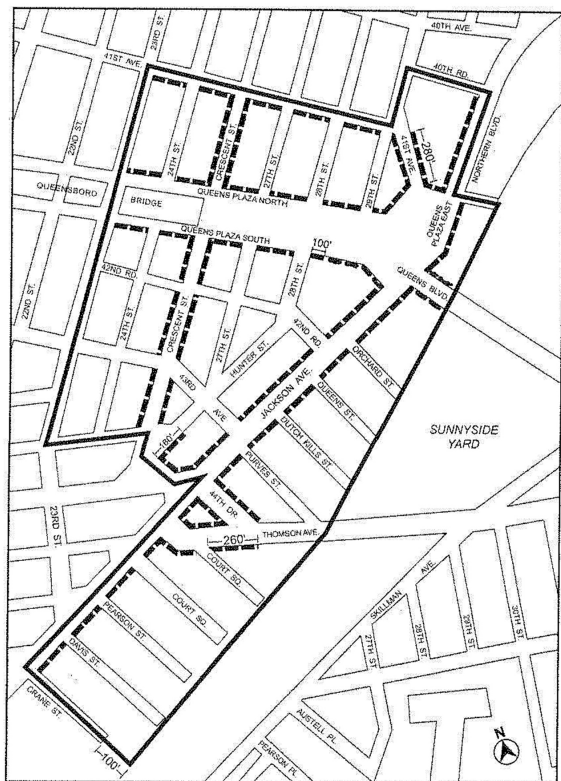 40TH AVE.
23RD ST.
41ST AVE.
40TH RD.
NORTHERN BLVD.
22ND ST.
24TH ST.
CRESCENT ST.
27TH ST.
28TH ST.
29TH ST.
41ST AVE.
280'
QUEENSBORO
BRIDGE
QUEENS PLAZA NORTH
QUEENS PLAZA EAST
QUEENS PLAZA SOUTH
100'
QUEENS BLVD.
42ND RD.
28TH ST.
22ND ST.
24TH ST.
CRESCENT ST.
27TH ST.
42ND RD.
HUNTER ST.
43RD
AVE
JACKSON AVE.
ORCHARD ST.
QUEENS ST.
DUTCH KILLS ST.
PURVES ST.
SUNNYSIDE
YARD
44TH DR.
THOMSON AVE.
260'
23RD ST.
COURT SQ.
COURT SQ.
PEARSON ST.
DAVIS ST.
CRANE ST.
100'
SKILLMAN AVE
27TH ST.
28TH ST.
29TH ST.
30TH ST.
AUSTELL PL.
PEARSON PL.
N